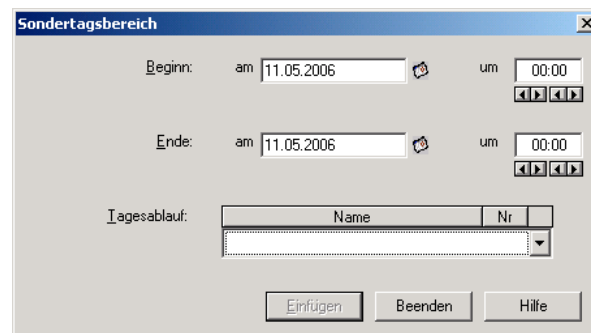 Sondertagsbereich
Beginn: am 11.05.2006 um 00:00
Ende: am 11.05.2006 um 00:00
Tagesablauf: Name Nr
Einfügen Beenden Hilfe